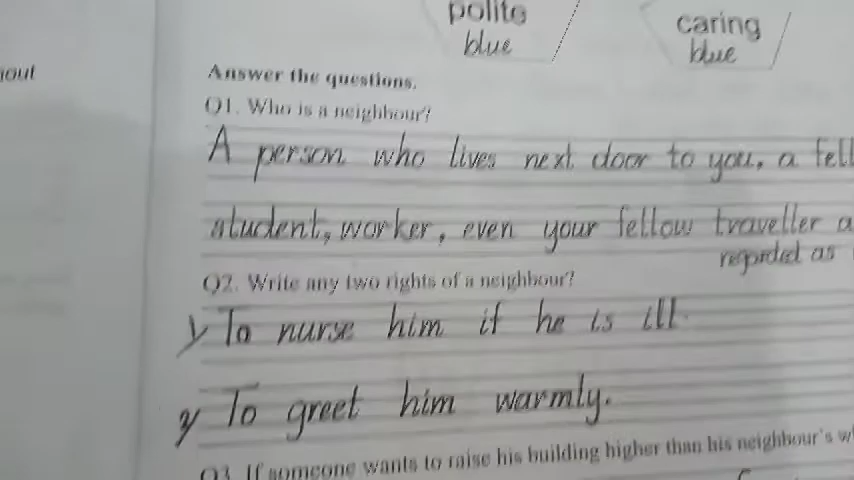 polite
caring
blue
blue
out
Answer the questions.
Q1. Who is a neighbour?
A person who lives next door to you, a fell
student, worker, even your fellow traveller a
regarded as
Q2. Write any two rights of a neighbour?
To nurse him if he is ill.
To greet him warmly.
Q3. If someone wants to raise his building higher than his neighbour's w